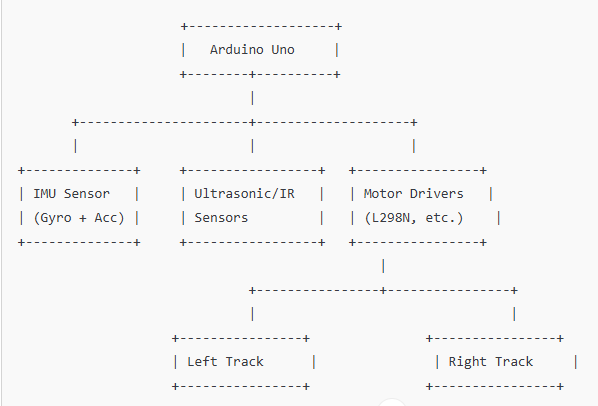 Arduino Uno
IMU Sensor
(Gyro + Acc)
Ultrasonic/IR
Sensors
Motor Drivers
(L298N, etc.)
Left Track
Right Track